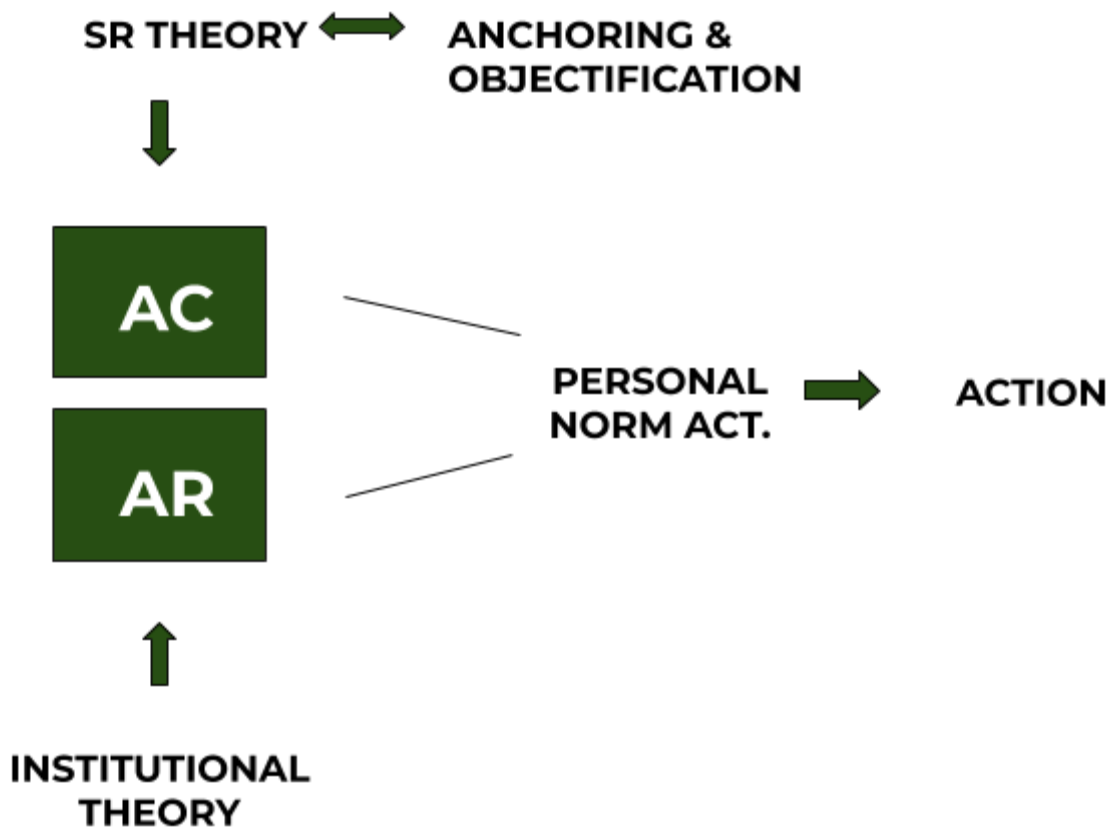 SR THEORY
ANCHORING &
OBJECTIFICATION
AC
AR
PERSONAL
NORM ACT.
ACTION
INSTITUTIONAL
THEORY